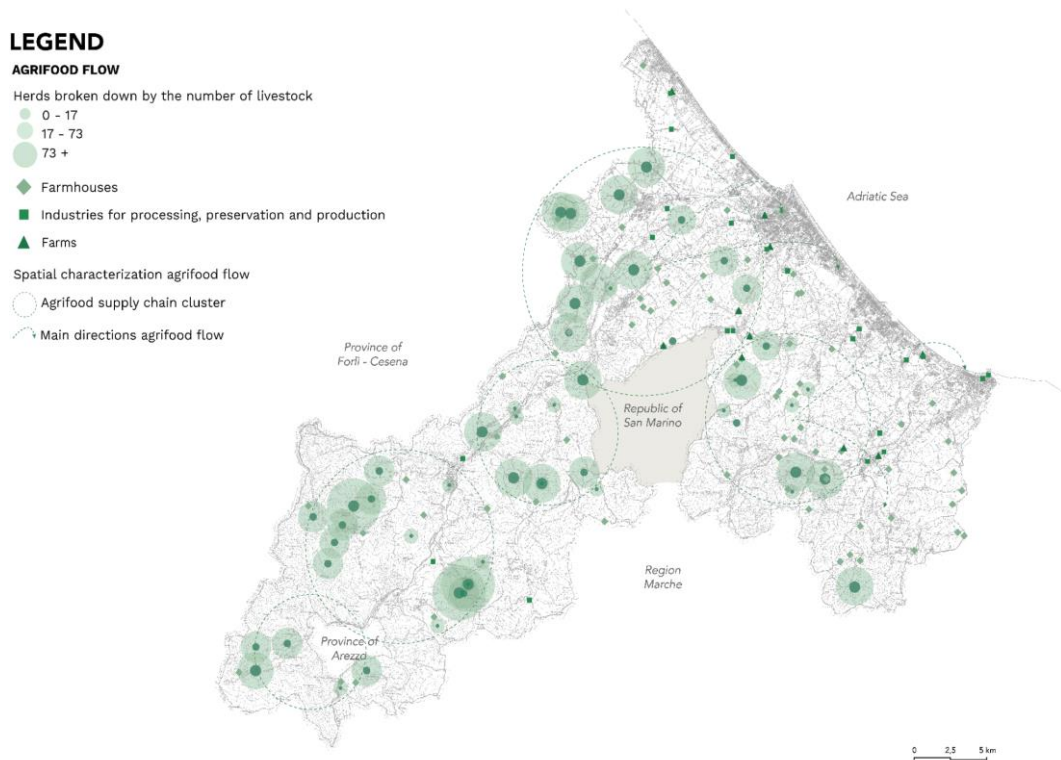 LEGEND
AGRIFOOD FLOW
Herds broken down by the number of livestock
0 - 17
17 - 73
73 +
Farmhouses
Industries for processing, preservation and production
Farms
Spatial characterization agrifood flow
Agrifood supply chain cluster
Main directions agrifood flow
Adriatic Sea
Province of
Forlì - Cesena
Republic of
San Marino
Region
Marche
Province of
Arezzo
0 2,5 5 km